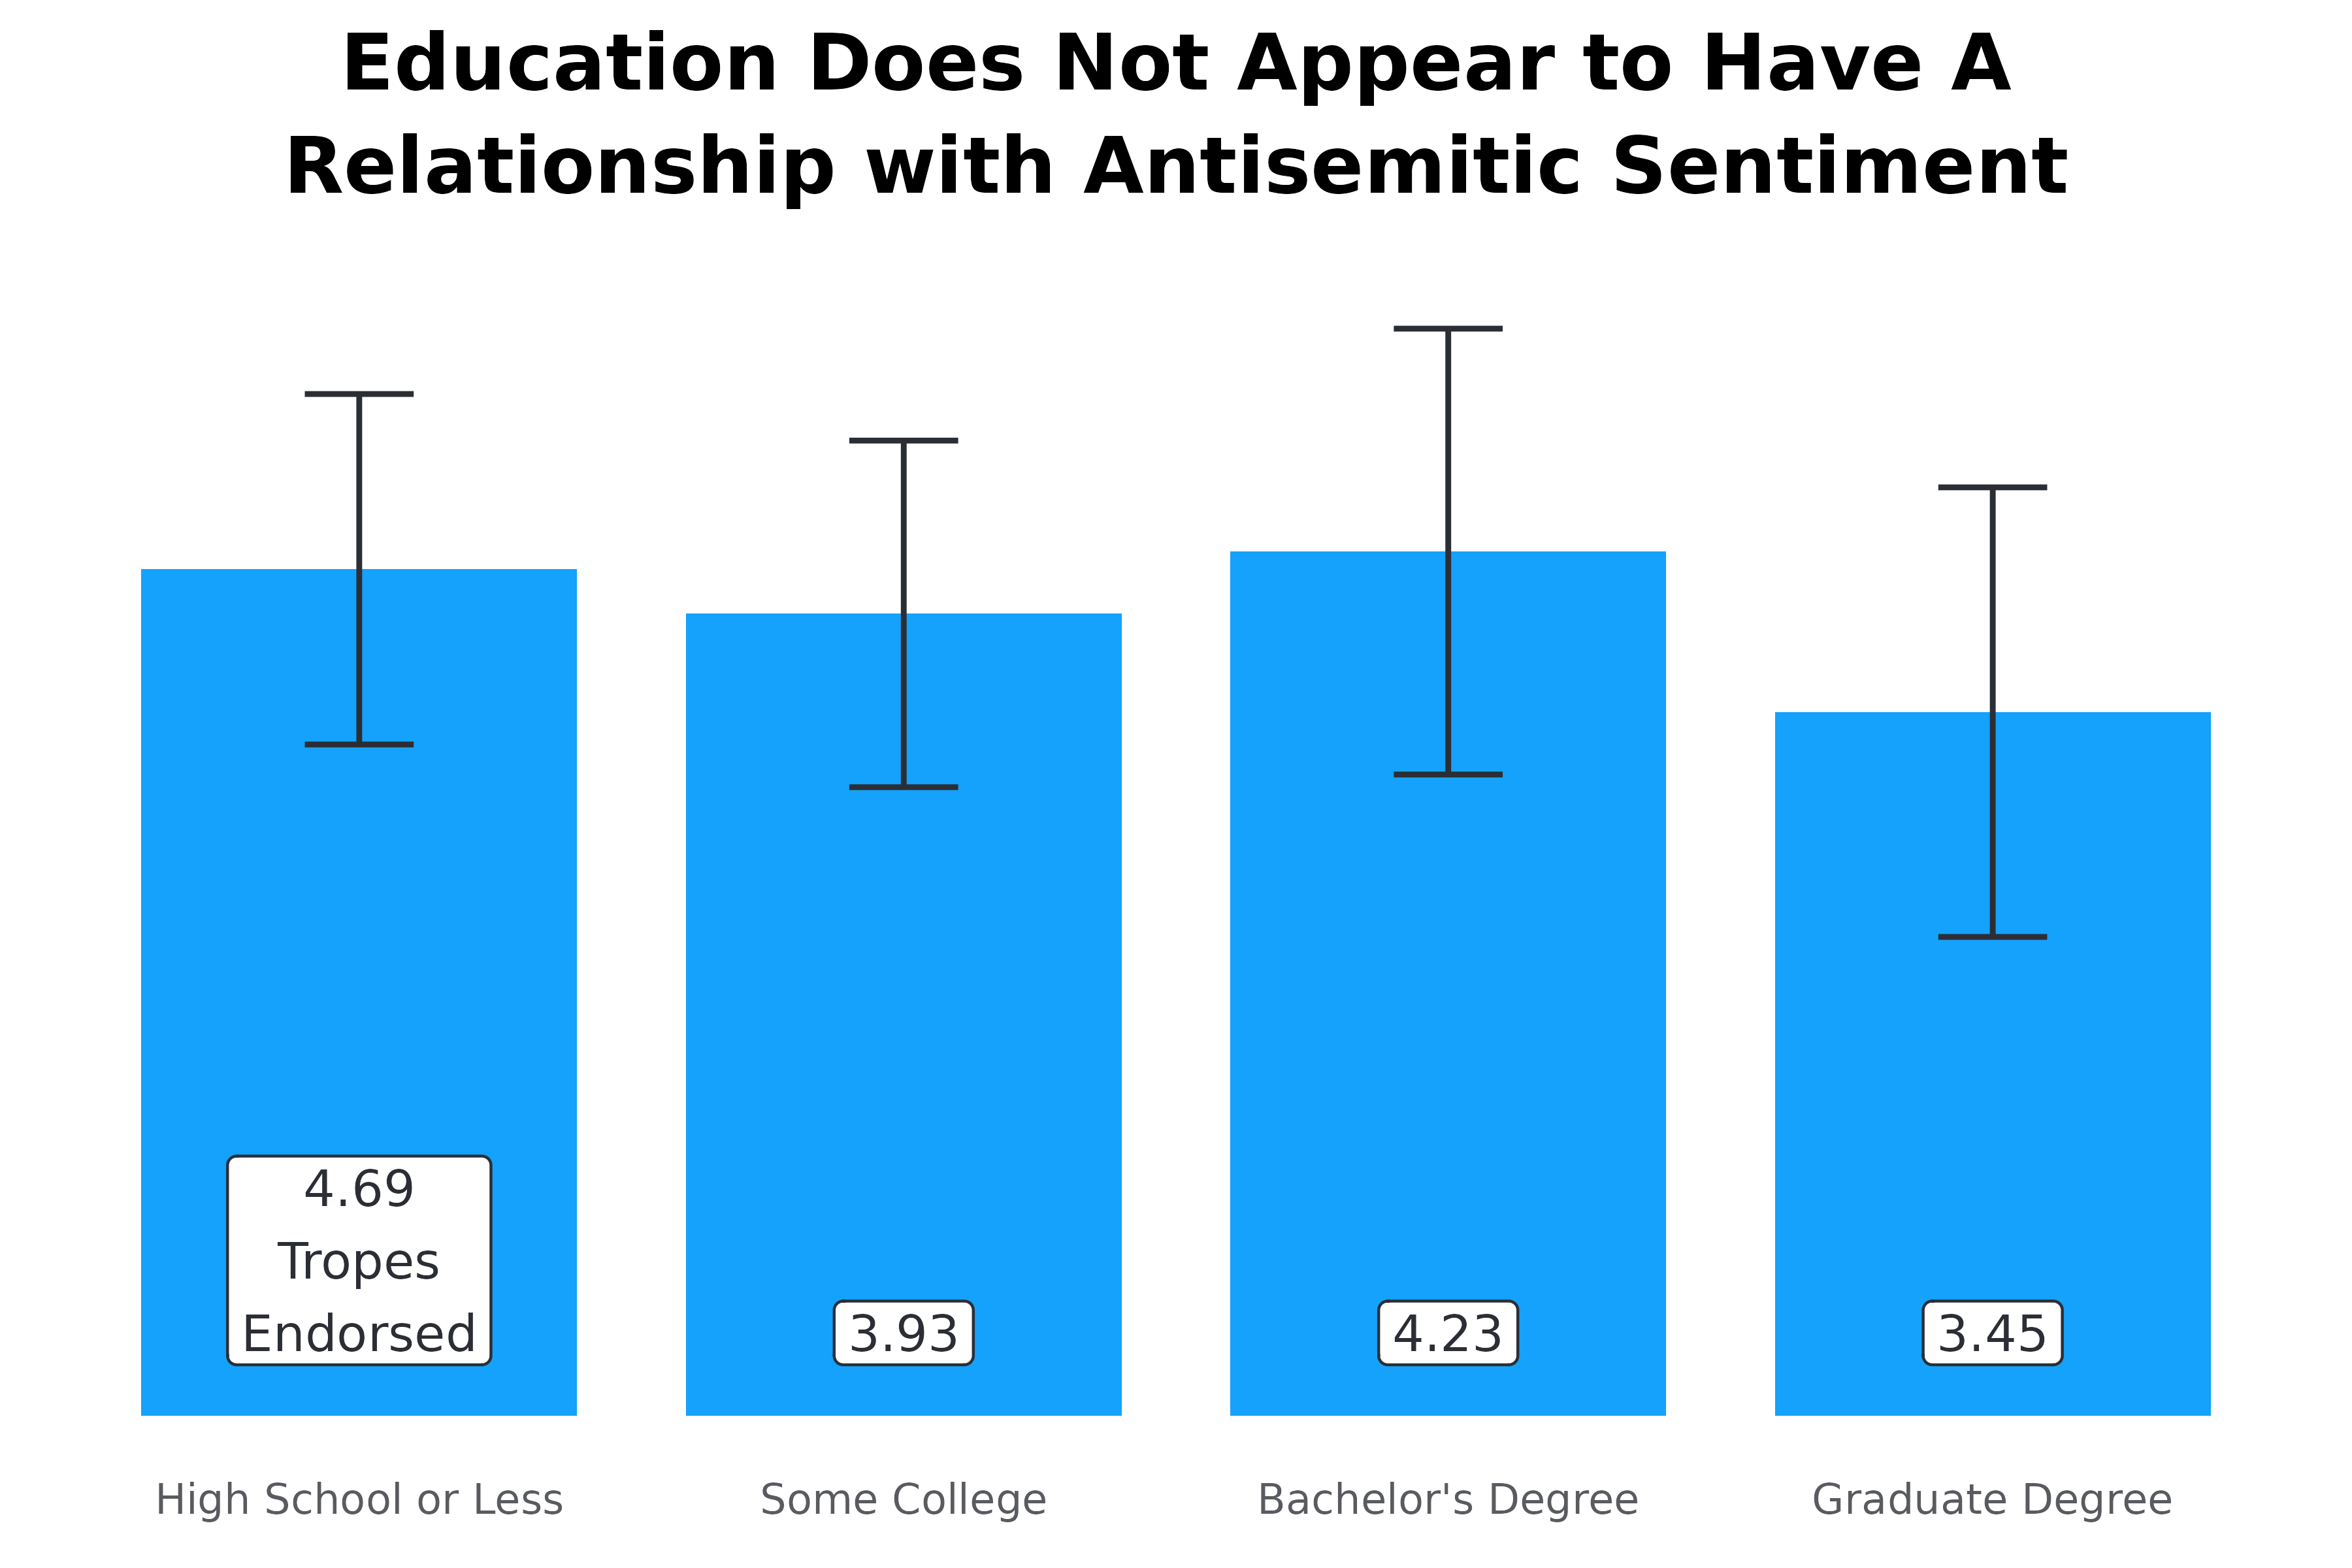 Education Does Not Appear to Have A
Relationship with Antisemitic Sentiment
4.69
Tropes
Endorsed
3.93
4.23
3.45
High School or Less
Some College
Bachelor's Degree
Graduate Degree